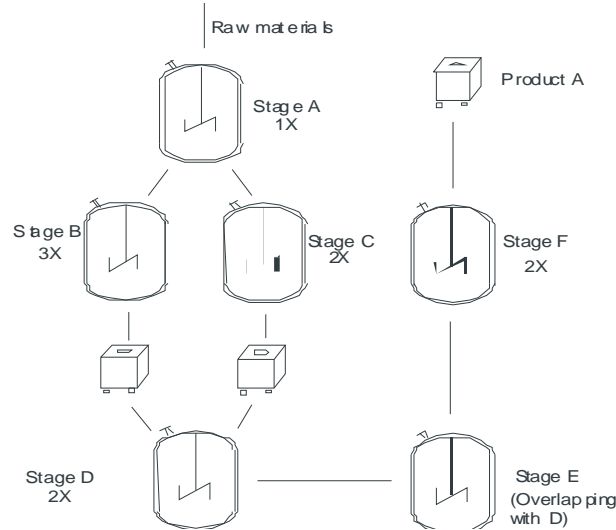 Raw materials
Product A
Stage A
1X
Stage B
3X
Stage C
2X
Stage F
2X
Stage D
2X
Stage E
(Overlapping
with D)